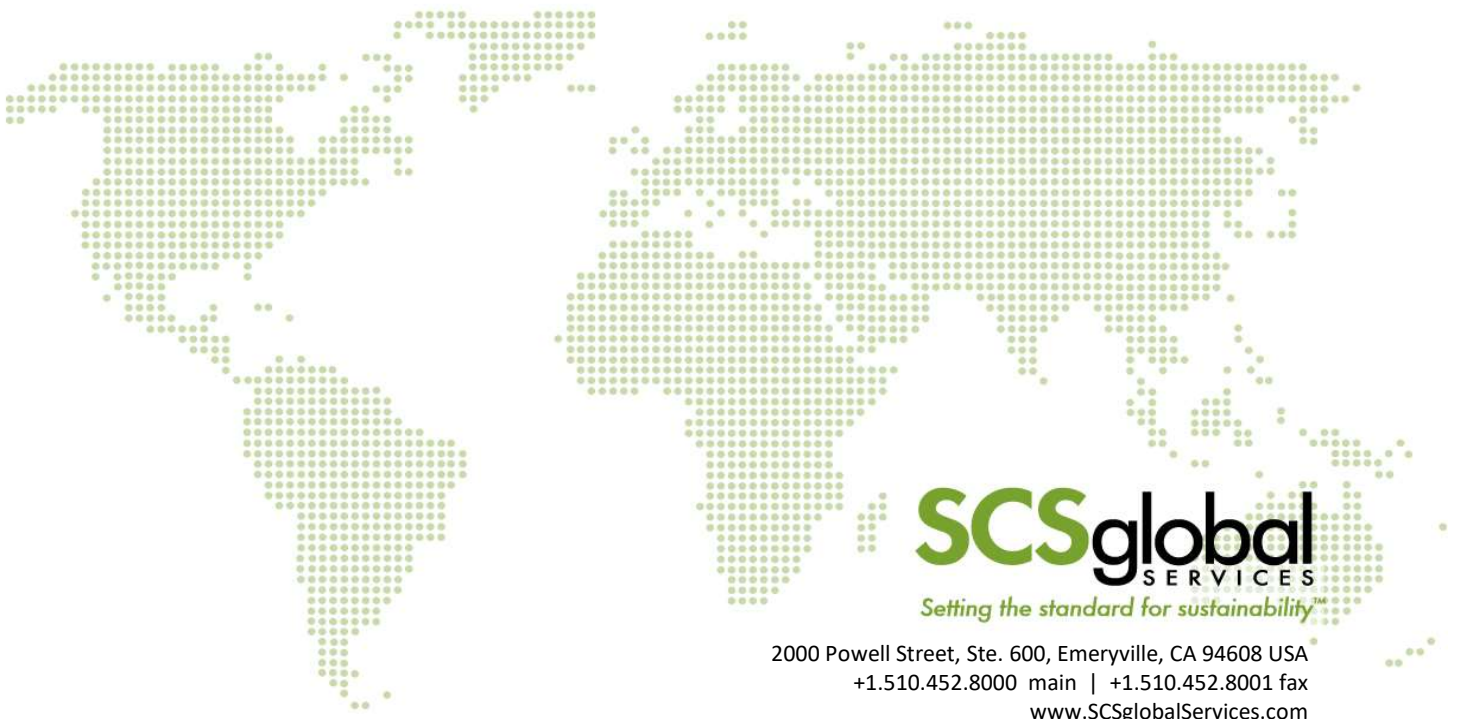 SCSglobal
SERVICES
Setting the standard for sustainability™
2000 Powell Street, Ste. 600, Emeryville, CA 94608 USA
+1.510.452.8000 main | +1.510.452.8001 fax
www.SCSglobalServices.com